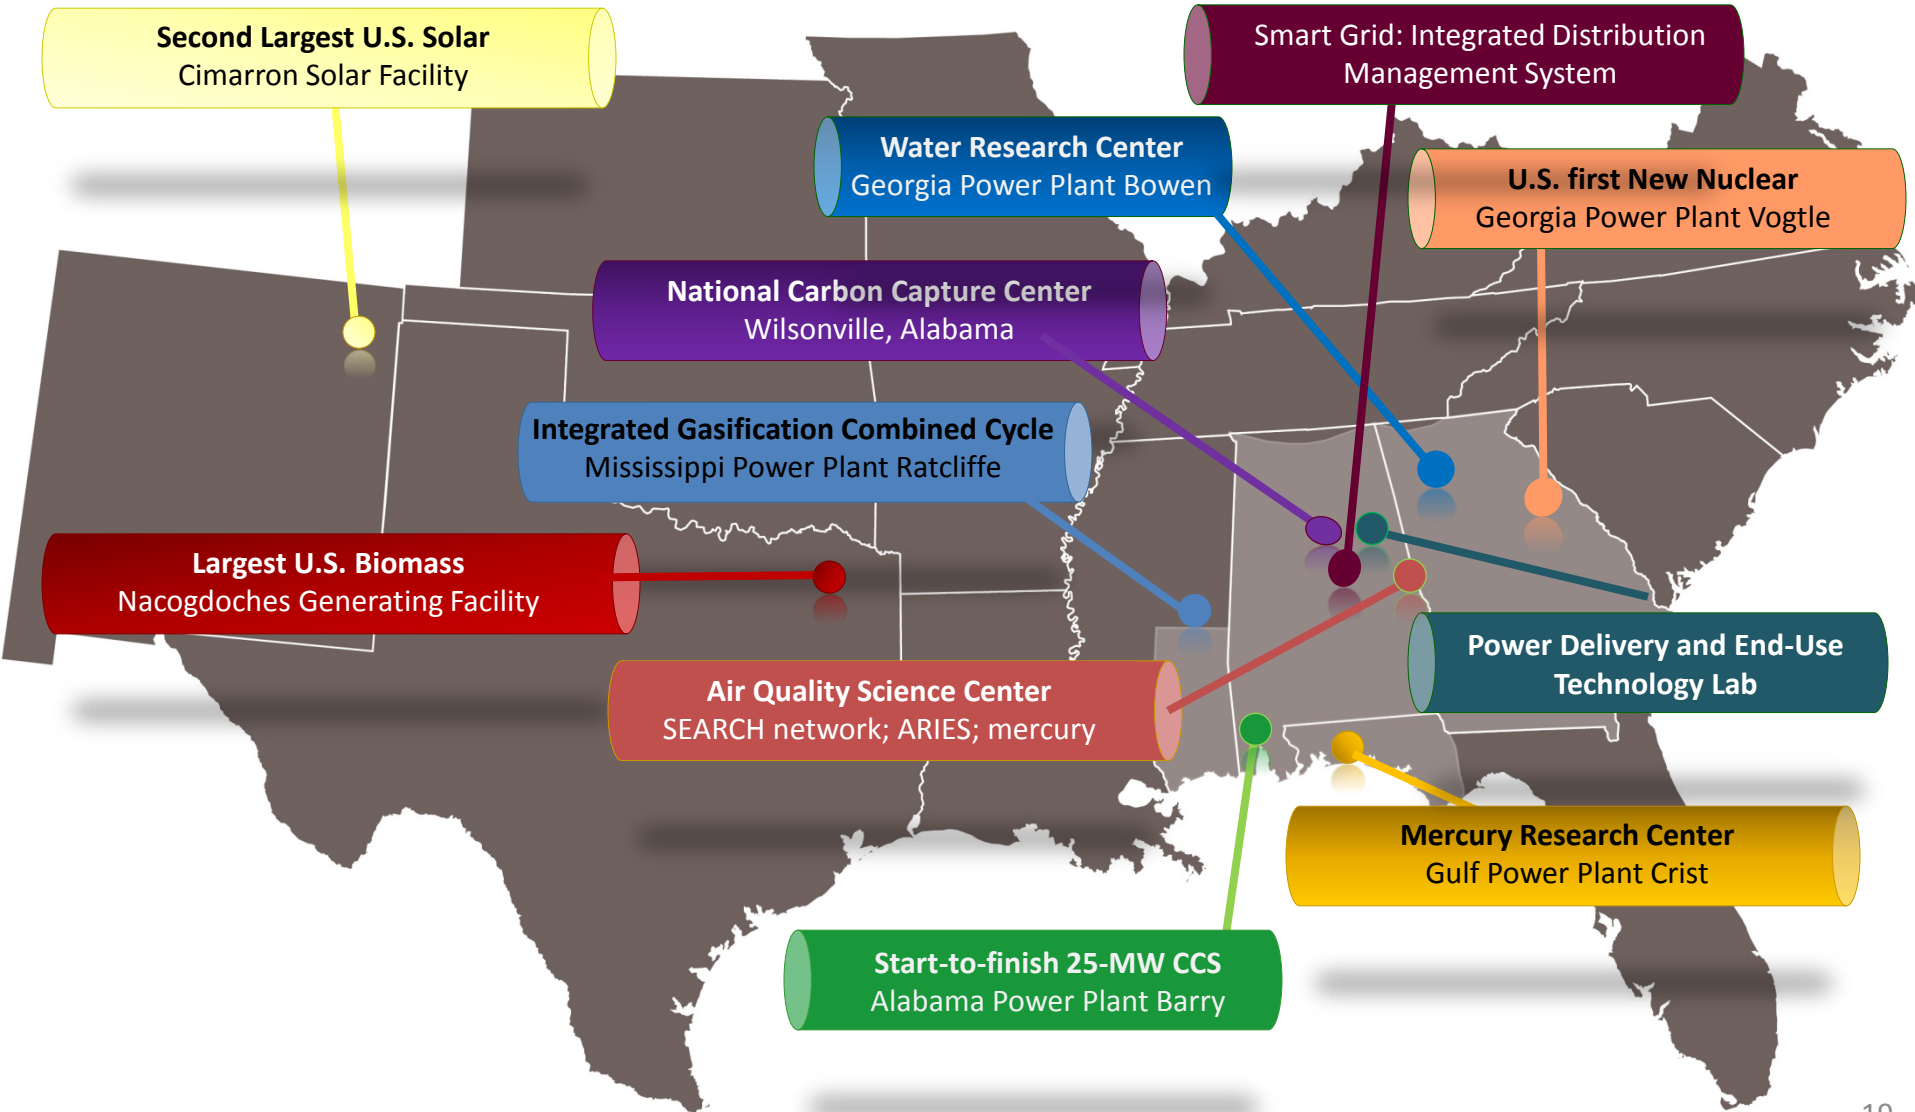 Second Largest U.S. Solar
Cimarron Solar Facility
Smart Grid: Integrated Distribution
Management System
Water Research Center
Georgia Power Plant Bowen
U.S. first New Nuclear
Georgia Power Plant Vogtle
National Carbon Capture Center
Wilsonville, Alabama
Integrated Gasification Combined Cycle
Mississippi Power Plant Ratcliffe
Largest U.S. Biomass
Nacogdoches Generating Facility
Power Delivery and End-Use
Technology Lab
Air Quality Science Center
SEARCH network; ARIES; mercury
Mercury Research Center
Gulf Power Plant Crist
Start-to-finish 25-MW CCS
Alabama Power Plant Barry